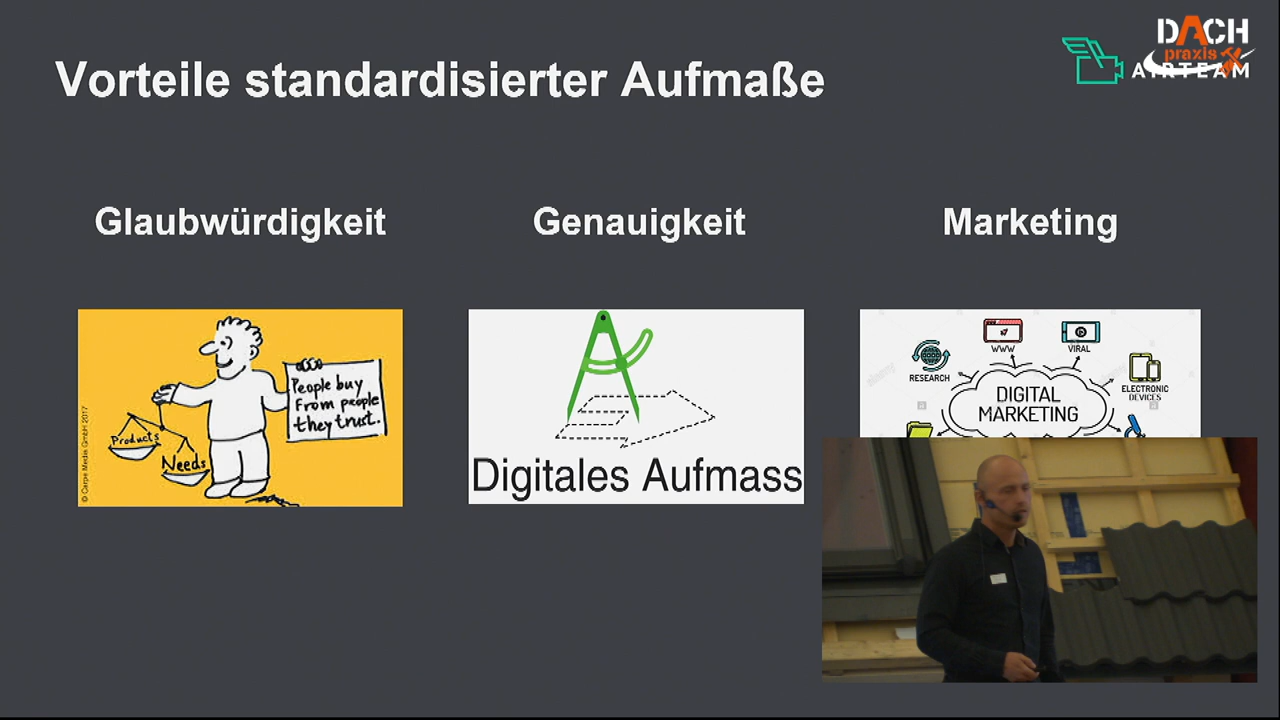 DACH
praxis
AIRTEAM
Vorteile standardisierter Aufmaße
Glaubwürdigkeit
Genauigkeit
Marketing
People buy
From people
they trust.
Products
Needs
© Carpe Media GmbH 2017
Digitales Aufmass
WWW
VIRAL
RESEARCH
ELECTRONIC
DEVICES
DIGITAL
MARKETING